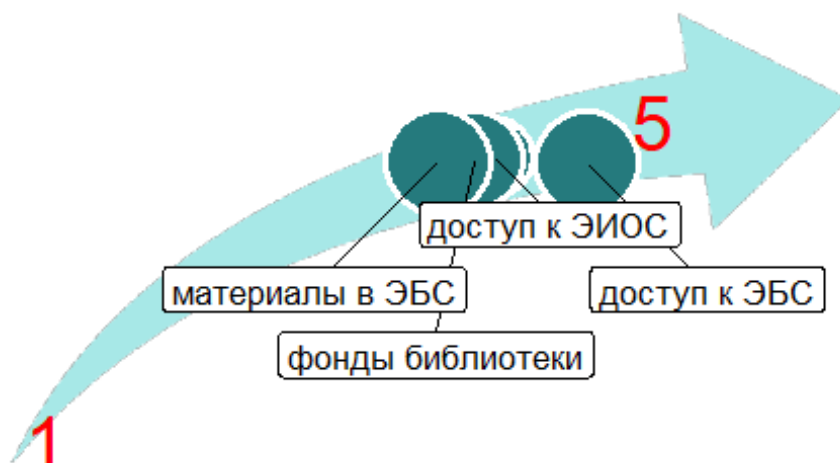 5
доступ к ЭИОС
материалы в ЭБС
доступ к ЭБС
фонды библиотеки
1